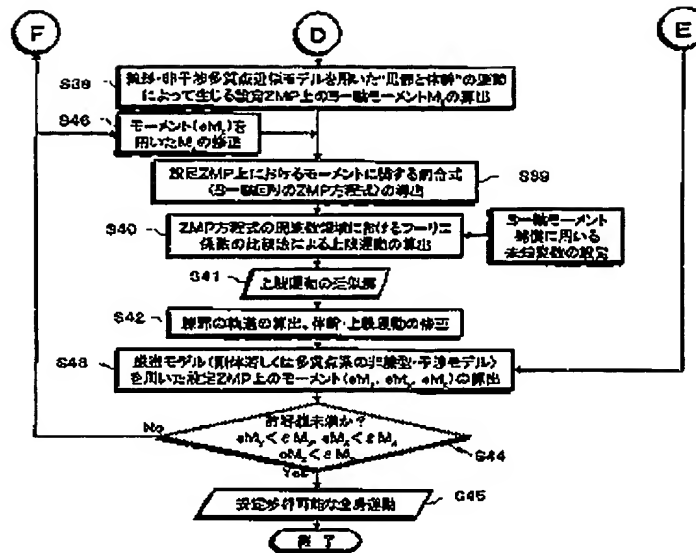 F
D
E
S38
線形・非干渉多質点近似モデルを用いた“下肢と体幹”の運動
によって生じる設定ZMP上のヨー軸モーメントM の算出
S46
モーメント(eM )を
用いたM の修正
設定ZMP上におけるモーメントに関する釣合式
(ヨー軸回りのZMP方程式)の導出
S39
S40
ZMP方程式の周波数領域におけるフーリエ
係数の比較法による上肢運動の算出
ヨー軸モーメント
補償に用いる
未知変数の設定
S41
上肢運動の近似解
S42
腰部の軌道の算出、体幹・上肢運動の修正
S43
厳密モデル(剛体若しくは多質点系の非線型・干渉モデル)
を用いた設定ZMP上のモーメント( )の算出
許容値未満か？
No
S44
Yes
S45
設定歩行可能な全身運動
終了